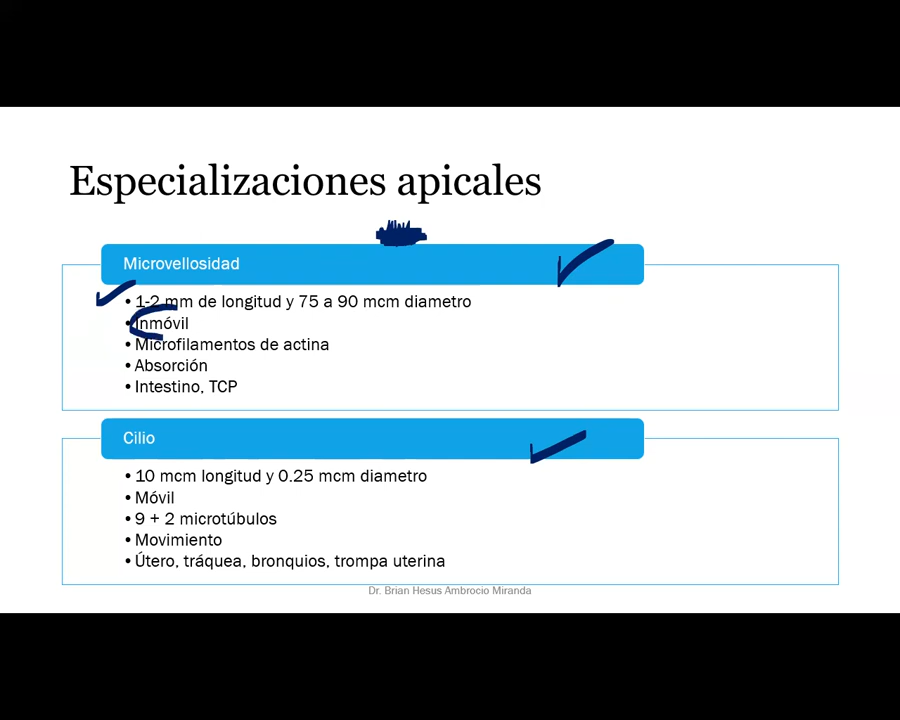 Especializaciones apicales
Microvellosidad
• 1-2 mm de longitud y 75 a 90 mcm diametro
• Inmóvil
• Microfilamentos de actina
• Absorción
• Intestino, TCP
Cilio
• 10 mcm longitud y 0.25 mcm diametro
• Móvil
• 9 + 2 microtúbulos
• Movimiento
• Útero, tráquea, bronquios, trompa uterina
Dr. Brian Hesus Ambrocio Miranda